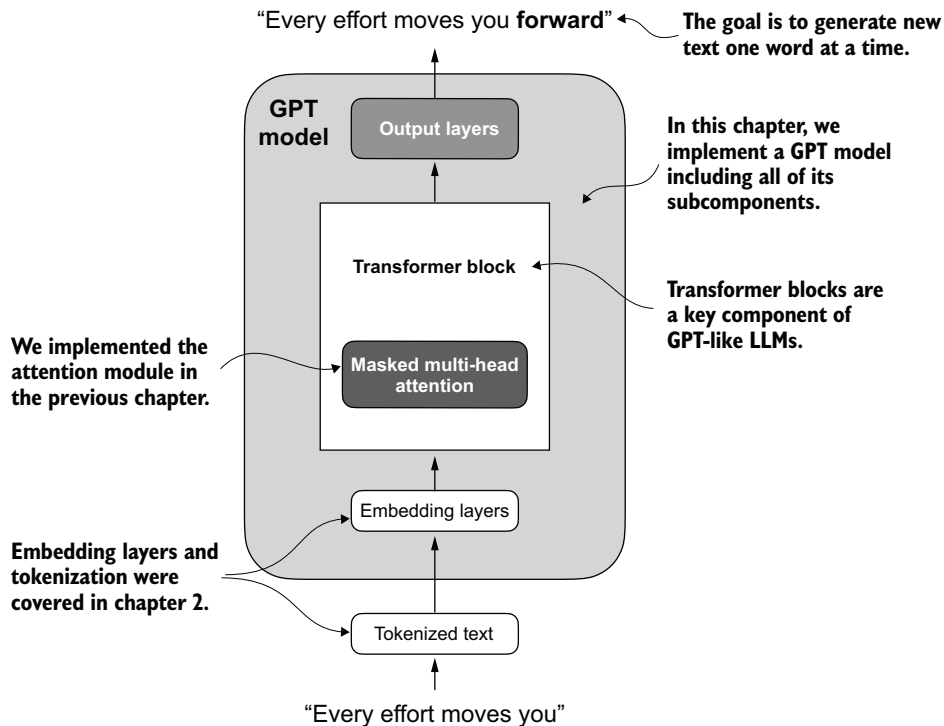 “Every effort moves you forward”
The goal is to generate new
text one word at a time.
GPT
model
Output layers
In this chapter, we
implement a GPT model
including all of its
subcomponents.
Transformer block
Transformer blocks are
a key component of
GPT-like LLMs.
We implemented the
attention module in
the previous chapter.
Masked multi-head
attention
Embedding layers
Embedding layers and
tokenization were
covered in chapter 2.
Tokenized text
“Every effort moves you”